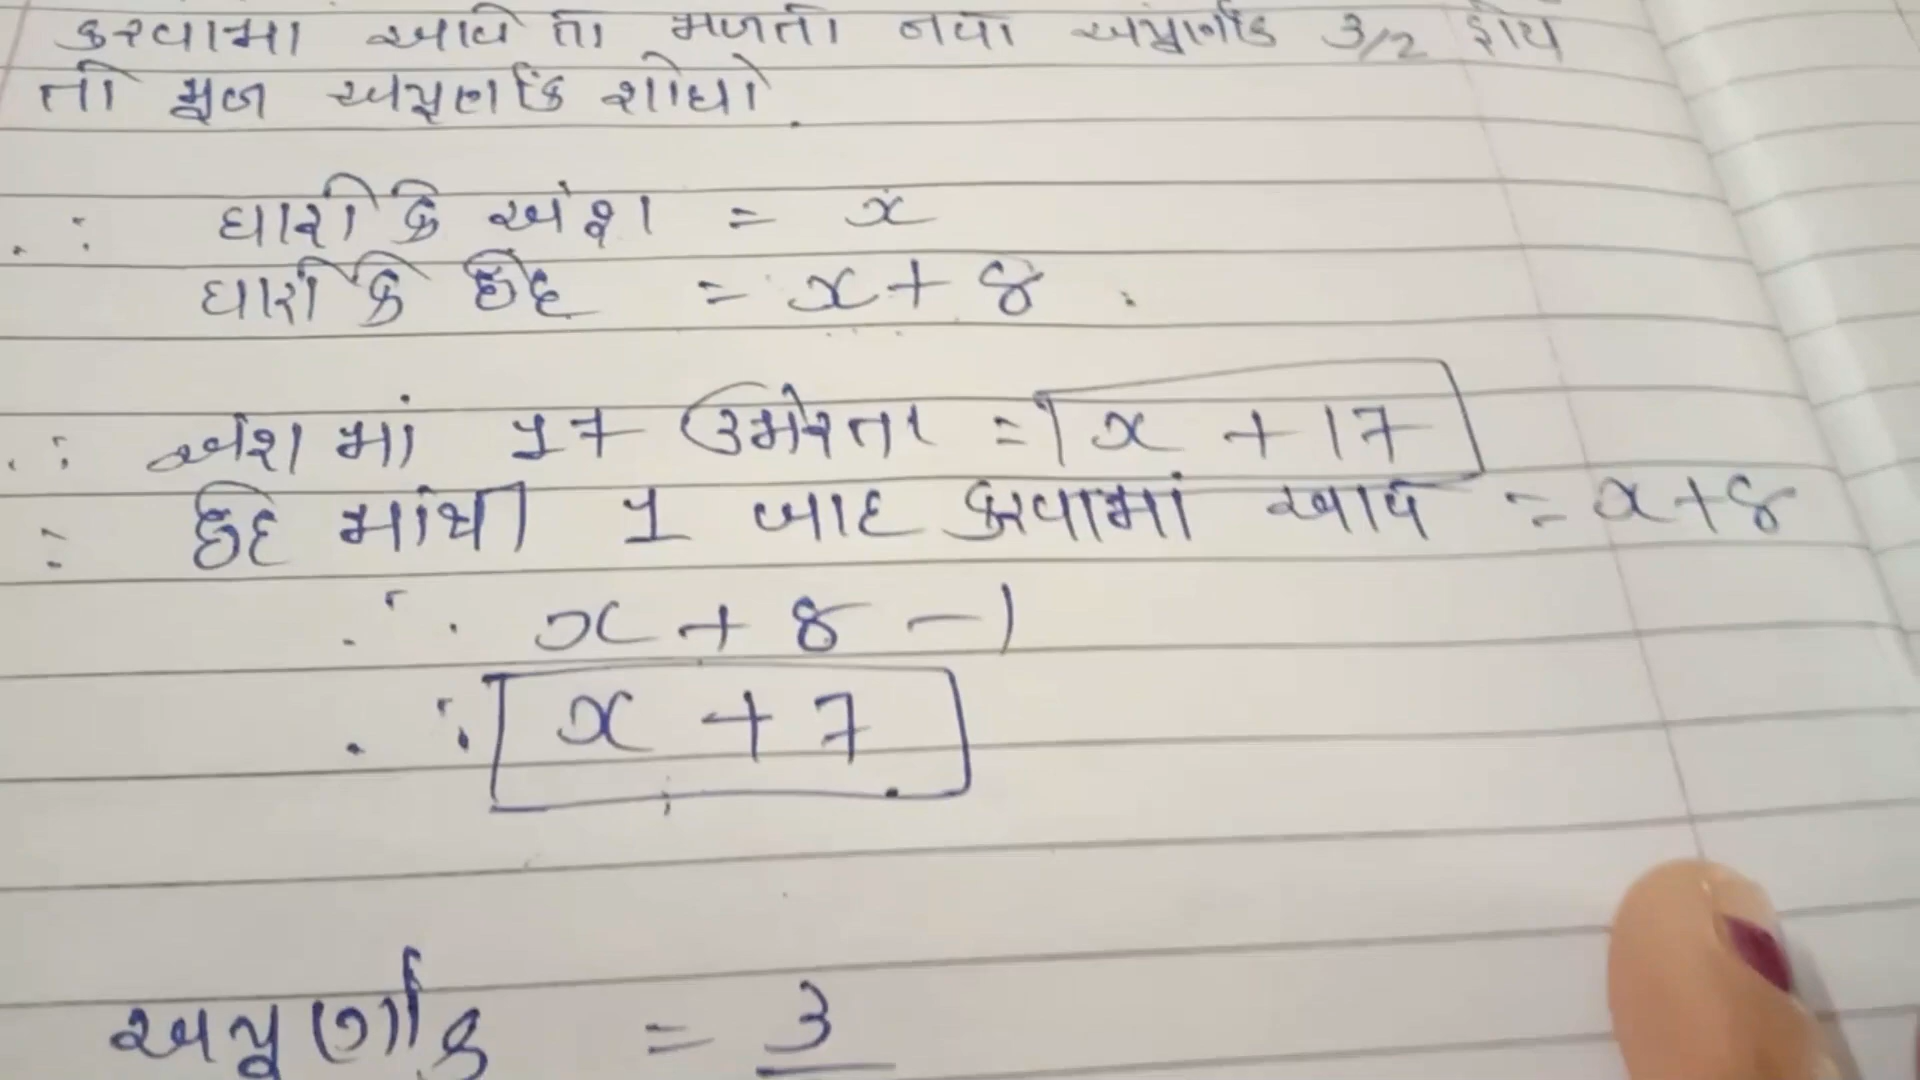 કરવામા આવે તો મળતો નવો અપૂર્ણાંક 3/2 હોય
તો મૂળ અપૂર્ણાંક શોધો.
∴ ધારો કે અંશ = x
ધારો કે છેદ = x + 8
∴ અંશ માં 17 ઉમેરતા = x + 17
= છેદ માંથી 1 બાદ કરવામાં આવે = x + 8
∴ x + 8 - 1
∴ x + 7
અપૂર્ણાંક = 3